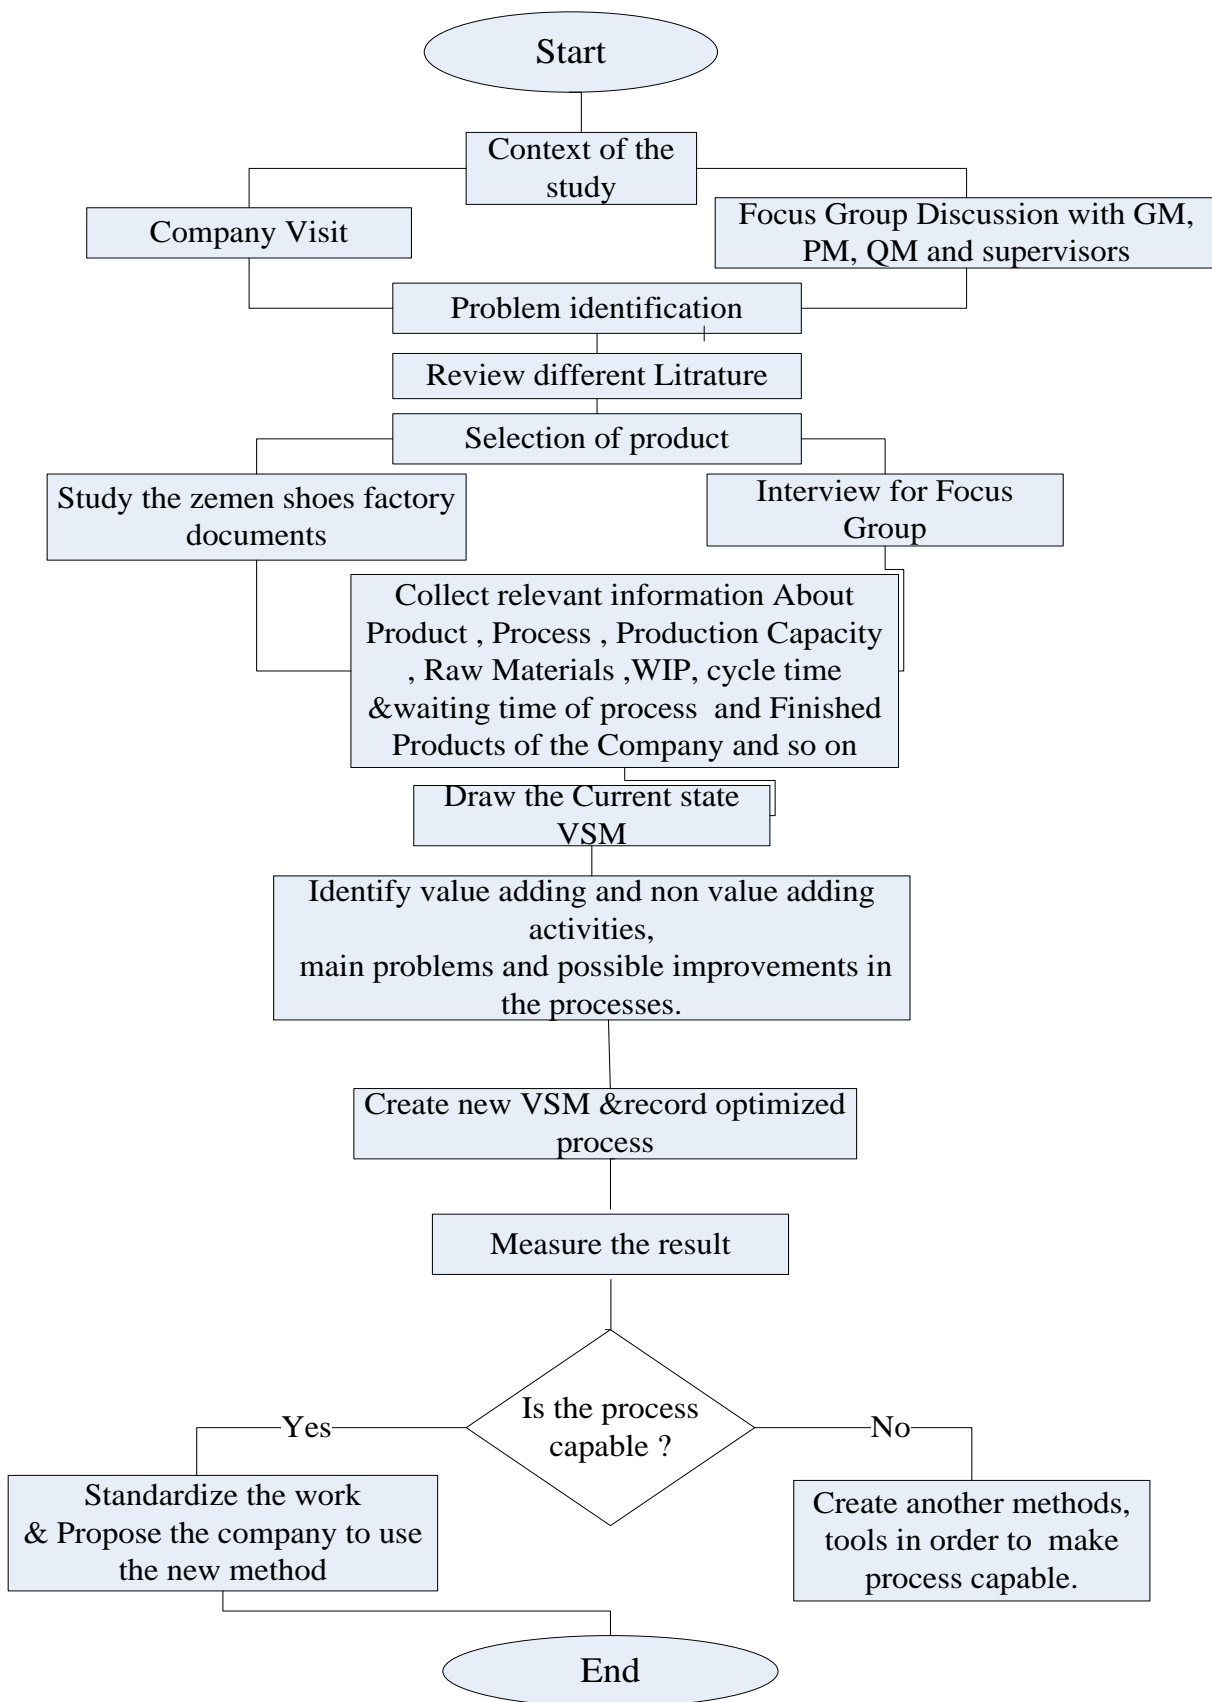 Start
Context of the
study
Company Visit
Focus Group Discussion with GM,
PM, QM and supervisors
Problem identification
Review different Litrature
Selection of product
Study the zemen shoes factory
documents
Interview for Focus
Group
Collect relevant information About
Product , Process , Production Capacity
, Raw Materials ,WIP, cycle time
&waiting time of process and Finished
Products of the Company and so on
Draw the Current state
VSM
Identify value adding and non value adding
activities,
main problems and possible improvements in
the processes.
Create new VSM &record optimized
process
Measure the result
Is the process
capable ?
Yes
No
Standardize the work
& Propose the company to use
the new method
Create another methods,
tools in order to make
process capable.
End